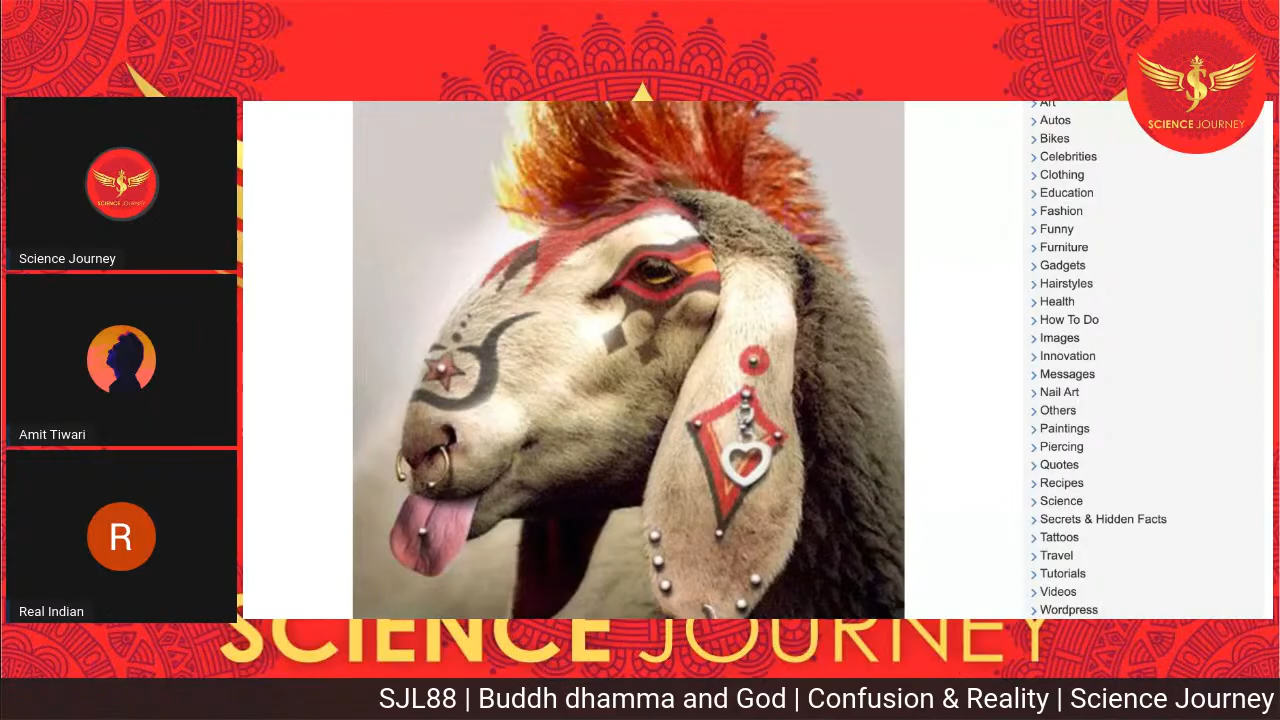 SCIENCE JOURNEY
SCIENCE JOURNEY
Science Journey
Amit Tiwari
R
Real Indian
Art
Autos
Bikes
Celebrities
Clothing
Education
Fashion
Funny
Furniture
Gadgets
Hairstyles
Health
How To Do
Images
Innovation
Messages
Nail Art
Others
Paintings
Piercing
Quotes
Recipes
Science
Secrets & Hidden Facts
Tattoos
Travel
Tutorials
Videos
Wordpress
SCIENCE JOURNEY
SJL88 | Buddh dhamma and God | Confusion & Reality | Science Journey